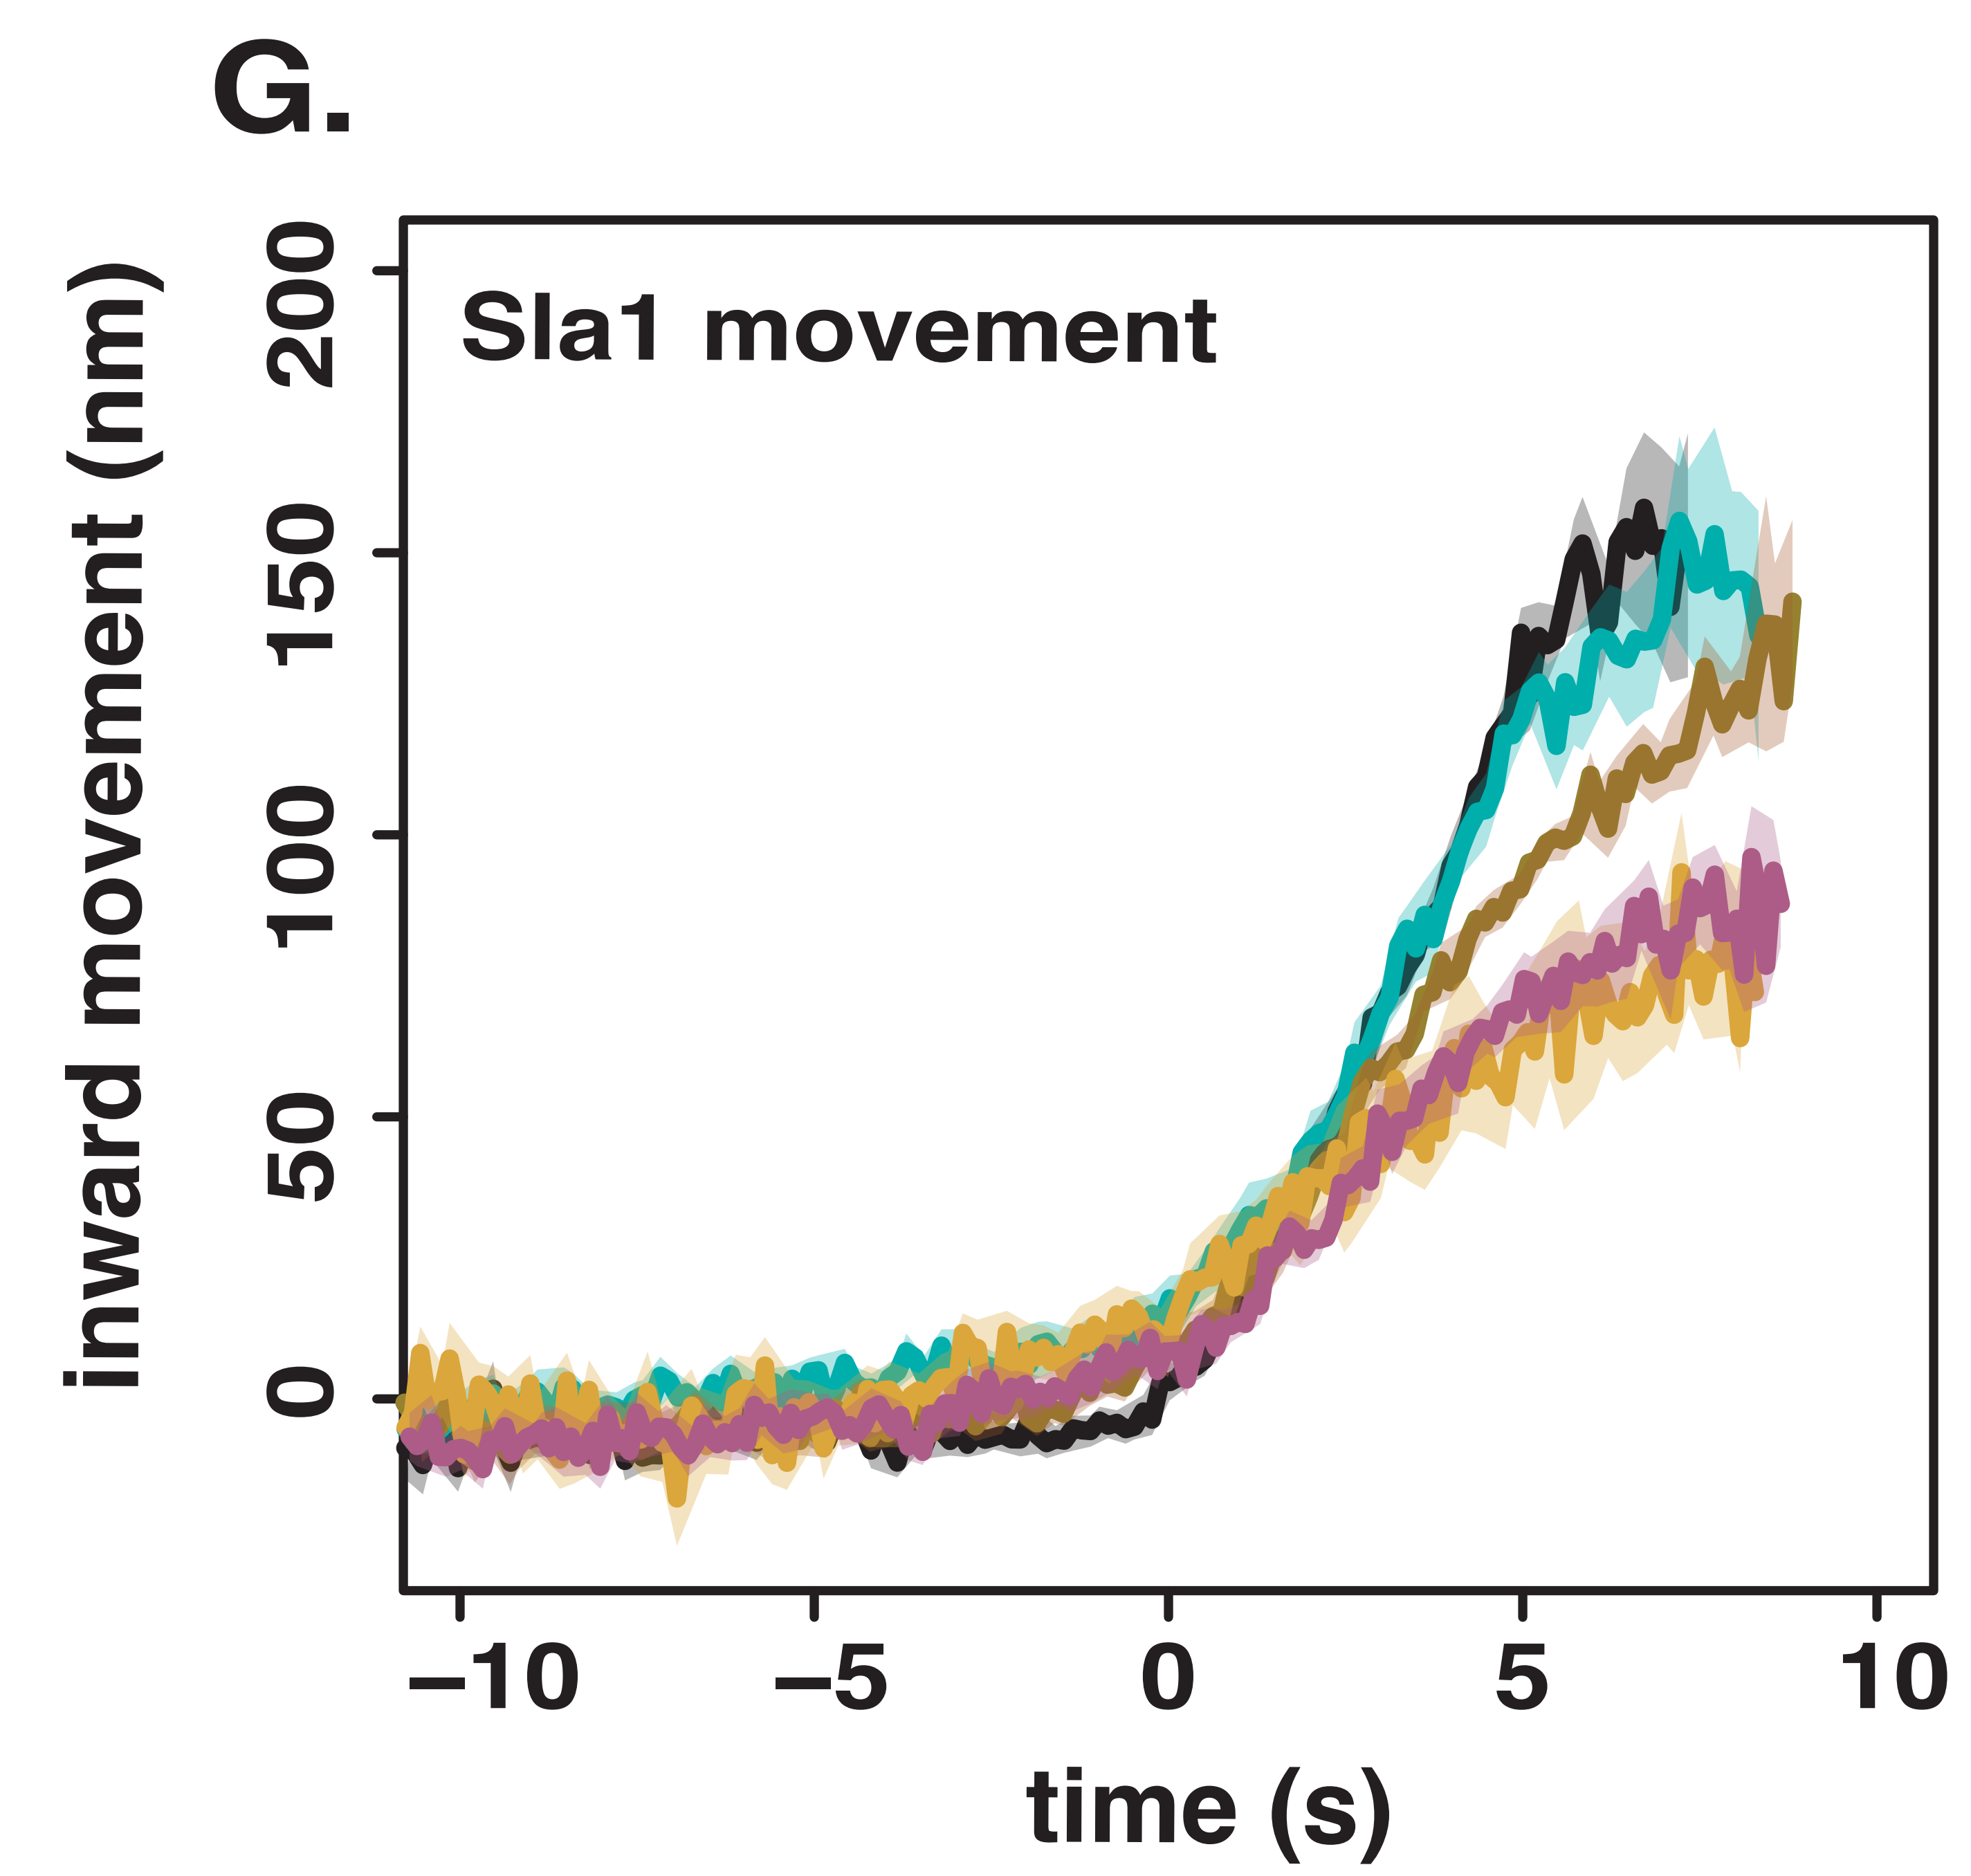 G.
Sla1 movement
inward movement (nm)
200
150
100
50
0
−10 −5 0 5 10
time (s)